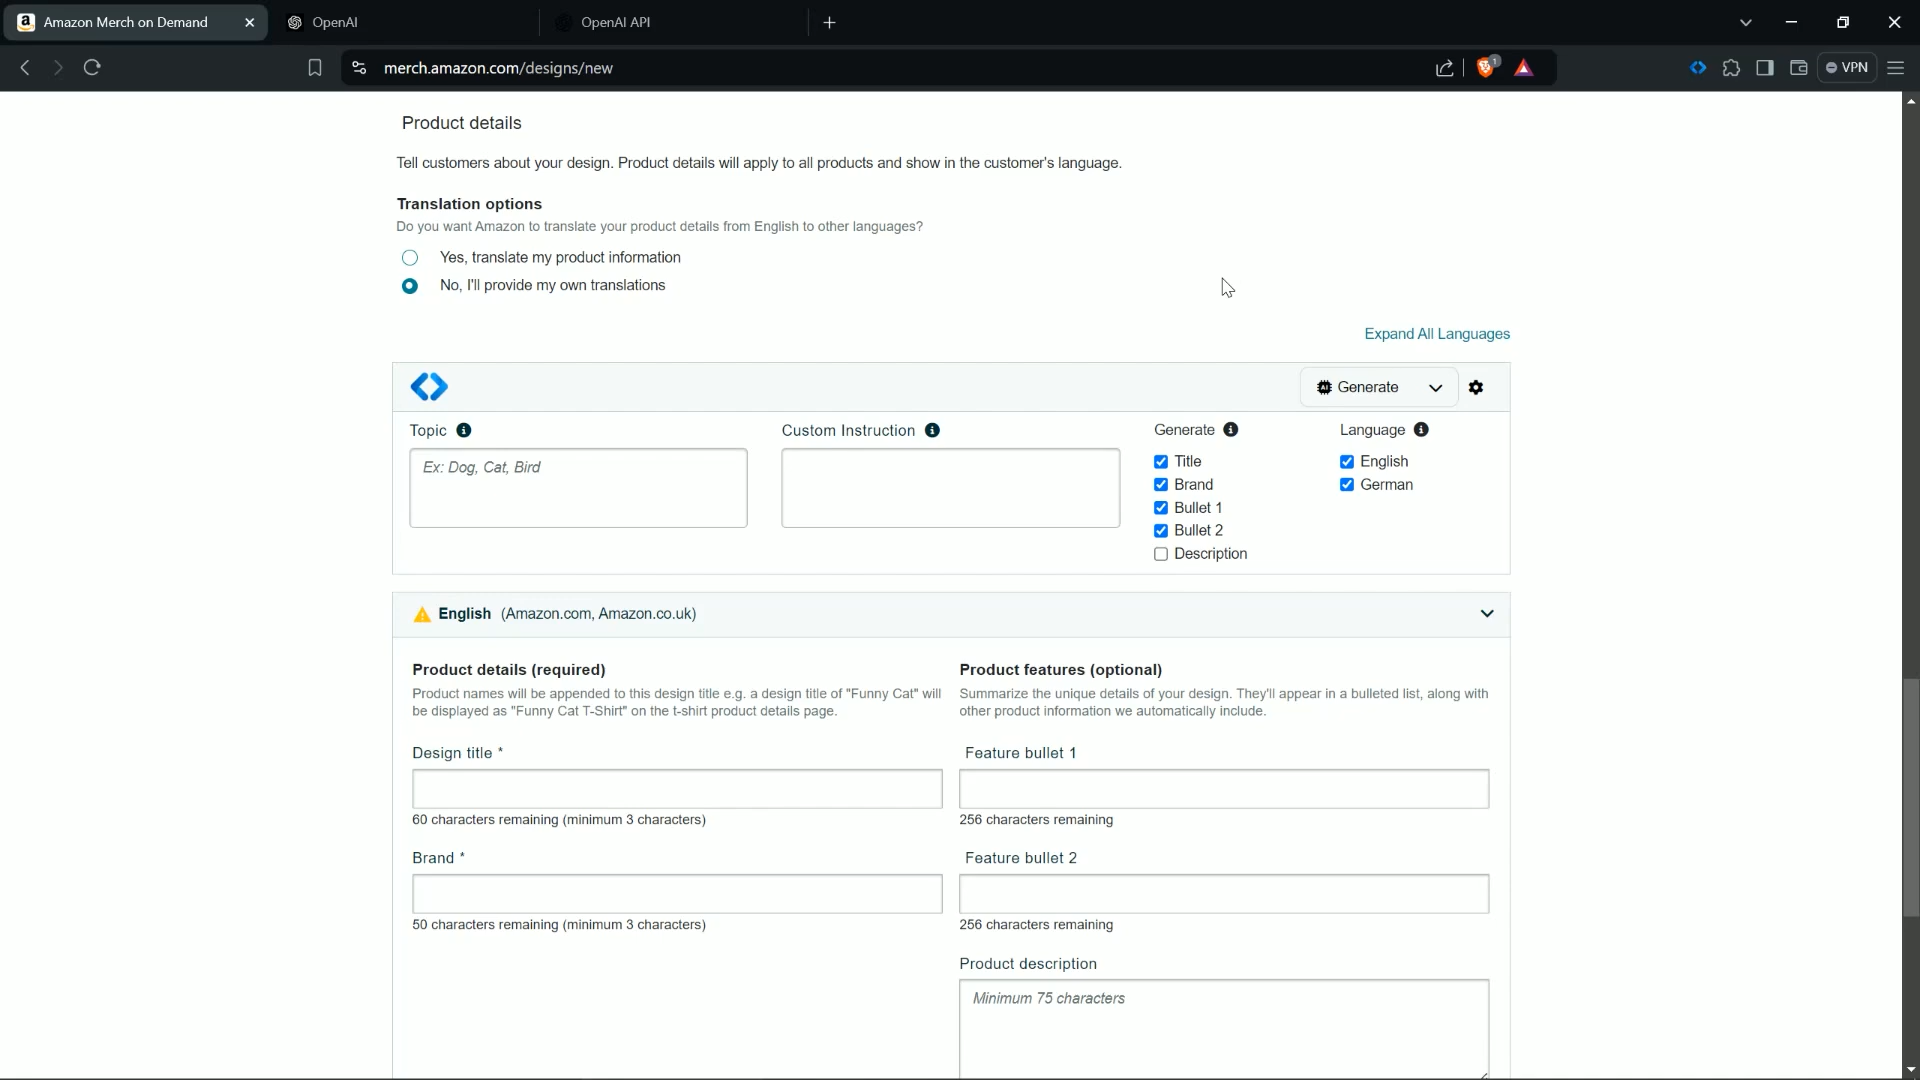 Amazon Merch on Demand
OpenAI
OpenAI API
merch.amazon.com/designs/new
1
VPN
Product details
Tell customers about your design. Product details will apply to all products and show in the customer's language.
Translation options
Do you want Amazon to translate your product details from English to other languages?
Yes, translate my product information
No, I'll provide my own translations
Expand All Languages
AI Generate
Topic
Custom Instruction
Generate
Language
Ex: Dog, Cat, Bird
Title
English
Brand
German
Bullet 1
Bullet 2
Description
English (Amazon.com, Amazon.co.uk)
Product details (required)
Product names will be appended to this design title e.g. a design title of "Funny Cat" will
be displayed as "Funny Cat T-Shirt" on the t-shirt product details page.
Product features (optional)
Summarize the unique details of your design. They'll appear in a bulleted list, along with
other product information we automatically include.
Design title *
60 characters remaining (minimum 3 characters)
Feature bullet 1
256 characters remaining
Brand *
50 characters remaining (minimum 3 characters)
Feature bullet 2
256 characters remaining
Product description
Minimum 75 characters